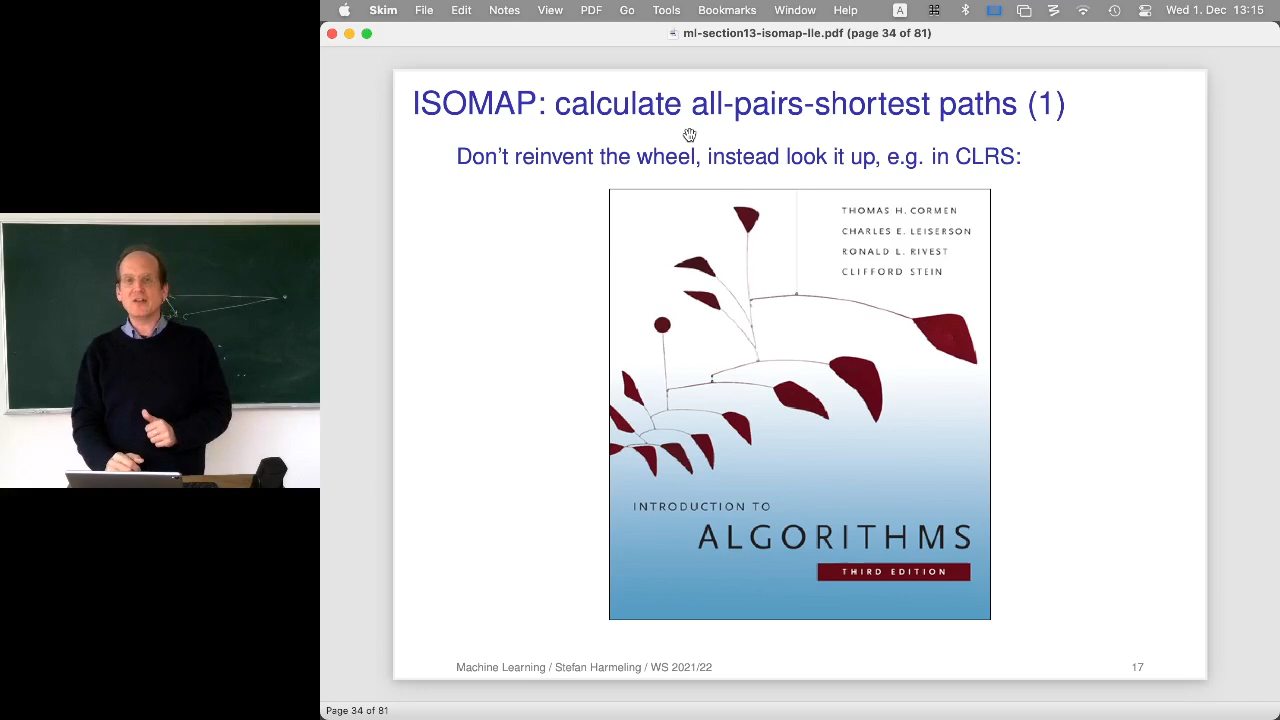 Skim File Edit Notes View PDF Go Tools Bookmarks Window Help A Wed 1. Dec 13:15
ml-section13-isomap-lle.pdf (page 34 of 81)
ISOMAP: calculate all-pairs-shortest paths (1)
Don't reinvent the wheel, instead look it up, e.g. in CLRS:
THOMAS H. CORMEN
CHARLES E. LEISERSON
RONALD L. RIVEST
CLIFFORD STEIN
INTRODUCTION TO
ALGORITHMS
THIRD EDITION
Machine Learning / Stefan Harmeling / WS 2021/22
17
Page 34 of 81